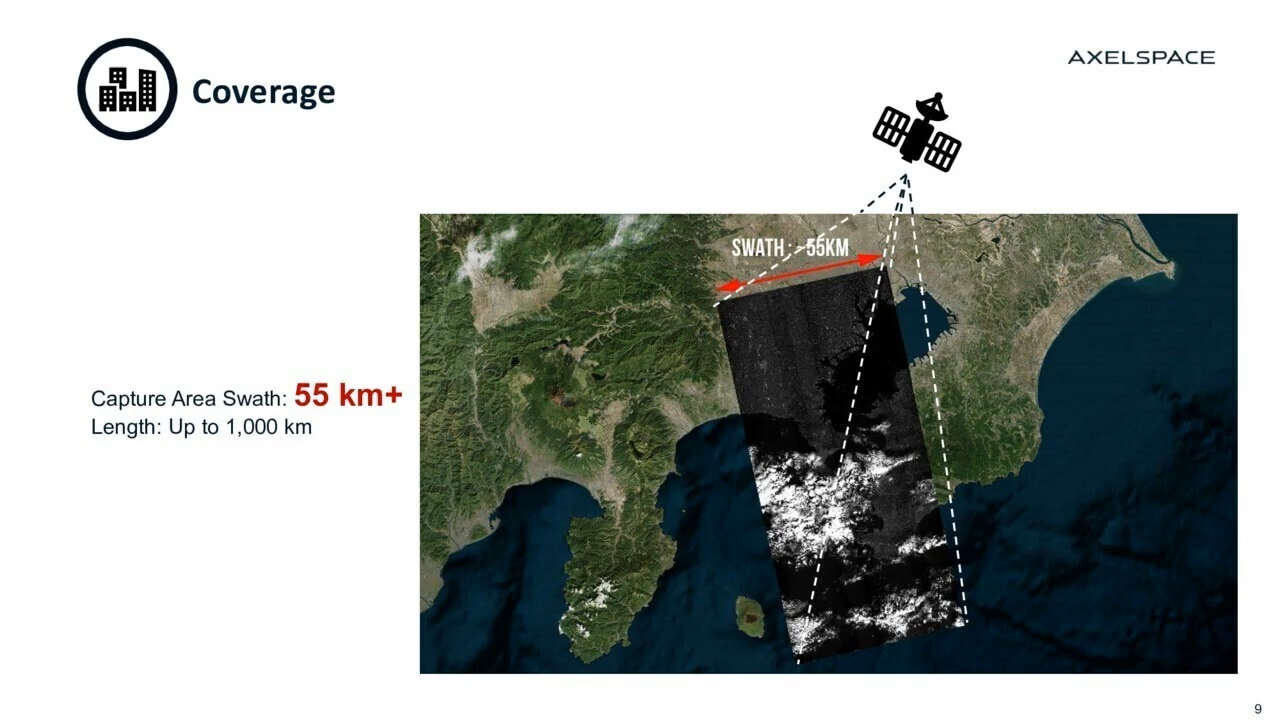 Coverage
AXELSPACE
SWATH : ~55KM
Capture Area Swath: 55 km+
Length: Up to 1,000 km
9